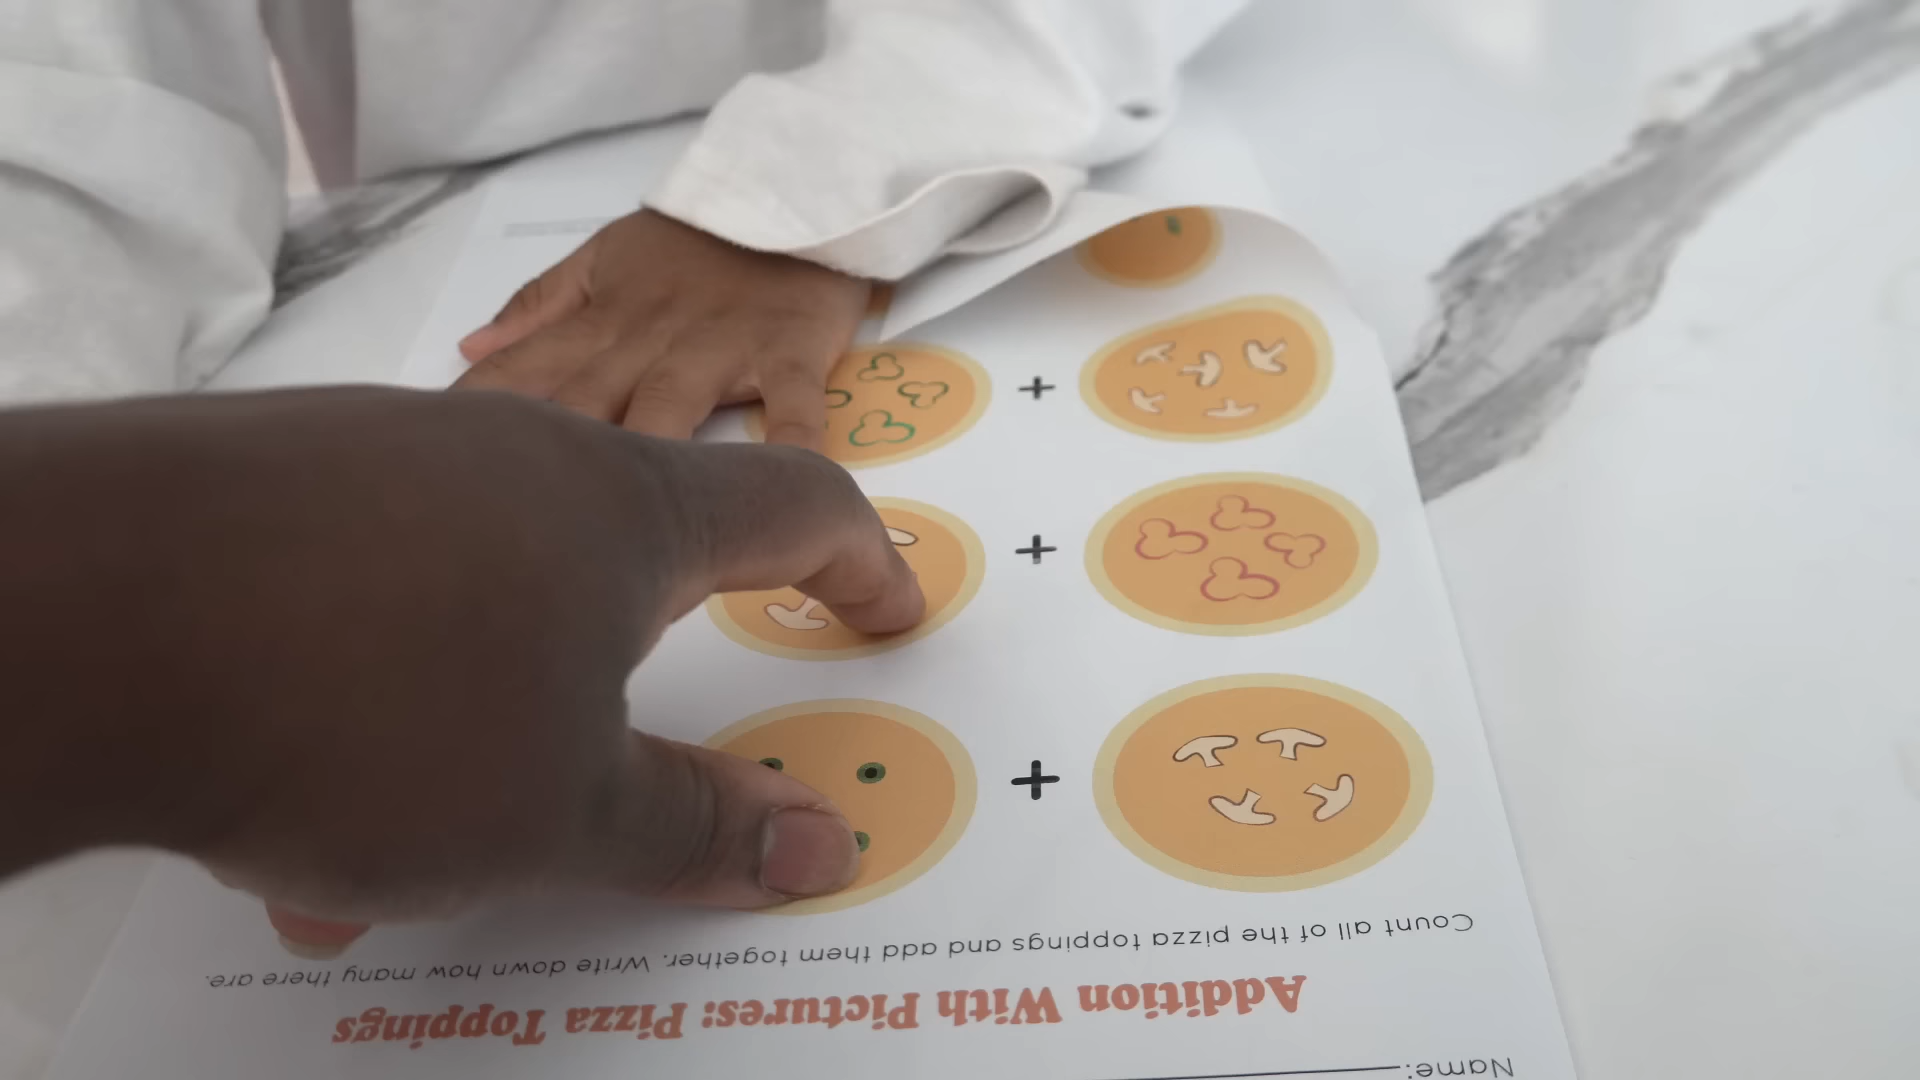 Name:
Addition With Pictures: Pizza Toppings
Count all of the pizza toppings and add them together. Write down how many there are.
+
+
+